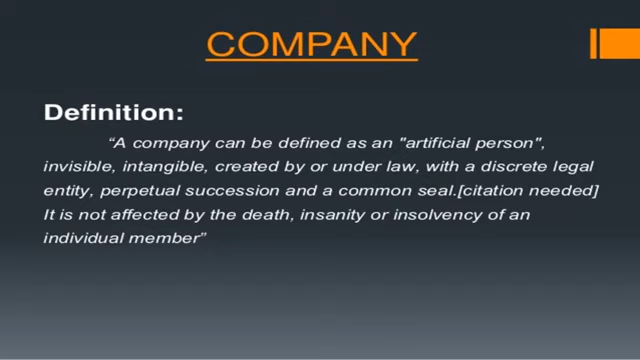 COMPANY
Definition:
“A company can be defined as an "artificial person",
invisible, intangible, created by or under law, with a discrete legal
entity, perpetual succession and a common seal.[citation needed]
It is not affected by the death, insanity or insolvency of an
individual member”